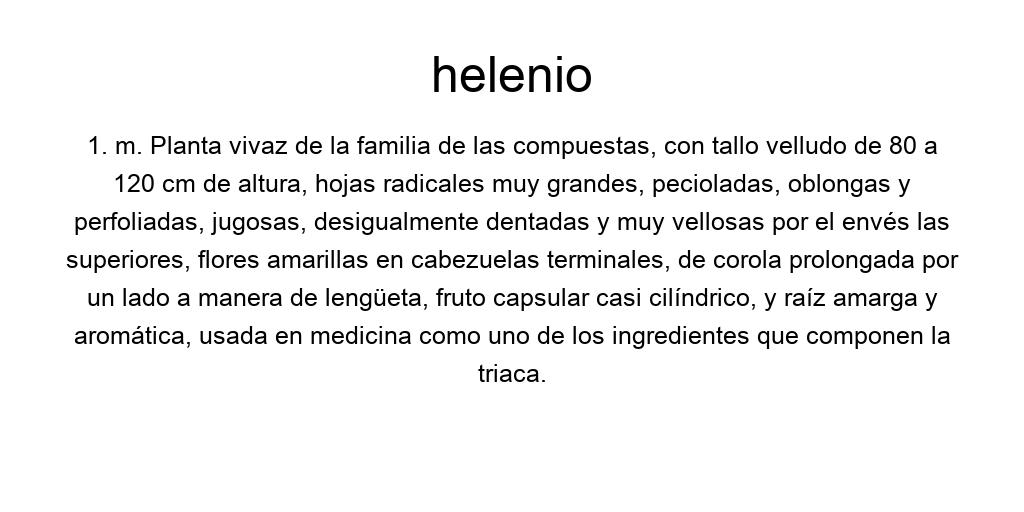 helenio
1. m. Planta vivaz de la familia de las compuestas, con tallo velludo de 80 a
120 cm de altura, hojas radicales muy grandes, pecioladas, oblongas y
perfoliadas, jugosas, desigualmente dentadas y muy vellosas por el envés las
superiores, flores amarillas en cabezuelas terminales, de corola prolongada por
un lado a manera de lengüeta, fruto capsular casi cilíndrico, y raíz amarga y
aromática, usada en medicina como uno de los ingredientes que componen la
triaca.